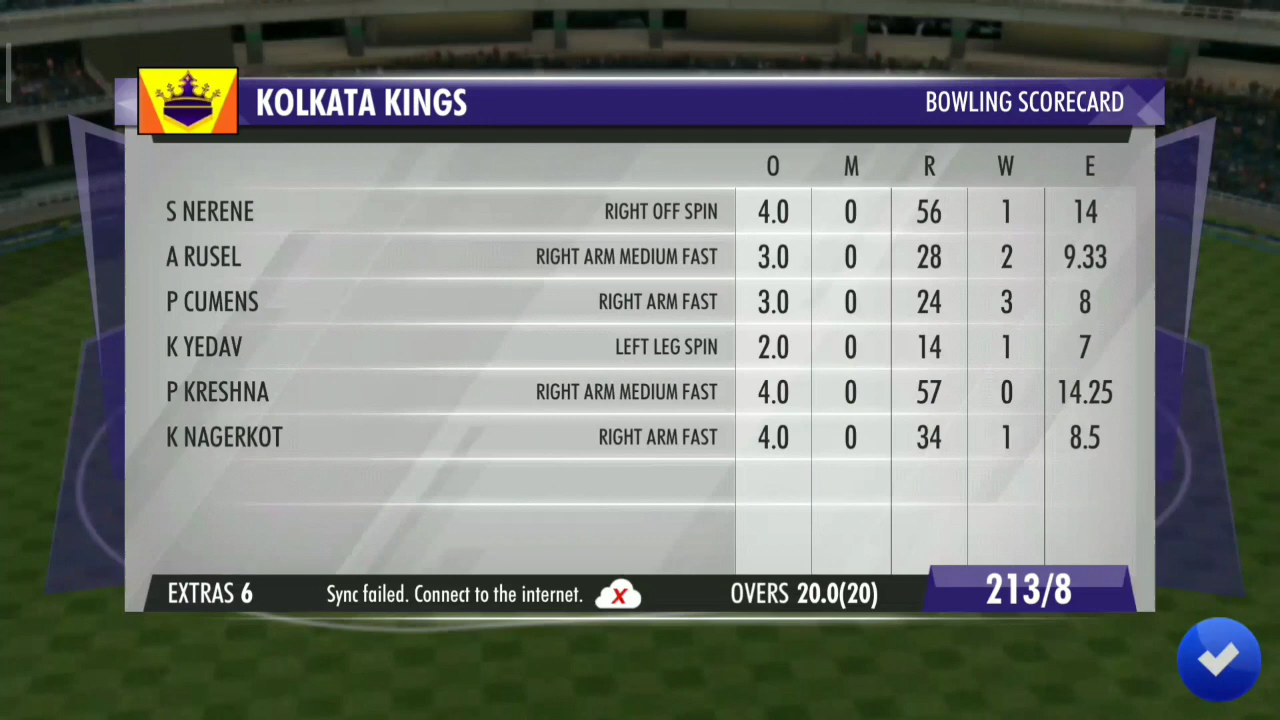 KOLKATA KINGS BOWLING SCORECARD
O M R W E
S NERENE RIGHT OFF SPIN 4.0 0 56 1 14
A RUSEL RIGHT ARM MEDIUM FAST 3.0 0 28 2 9.33
P CUMENS RIGHT ARM FAST 3.0 0 24 3 8
K YEDAV LEFT LEG SPIN 2.0 0 14 1 7
P KRESHNA RIGHT ARM MEDIUM FAST 4.0 0 57 0 14.25
K NAGERKOT RIGHT ARM FAST 4.0 0 34 1 8.5
EXTRAS 6 Sync failed. Connect to the internet. X OVERS 20.0(20) 213/8